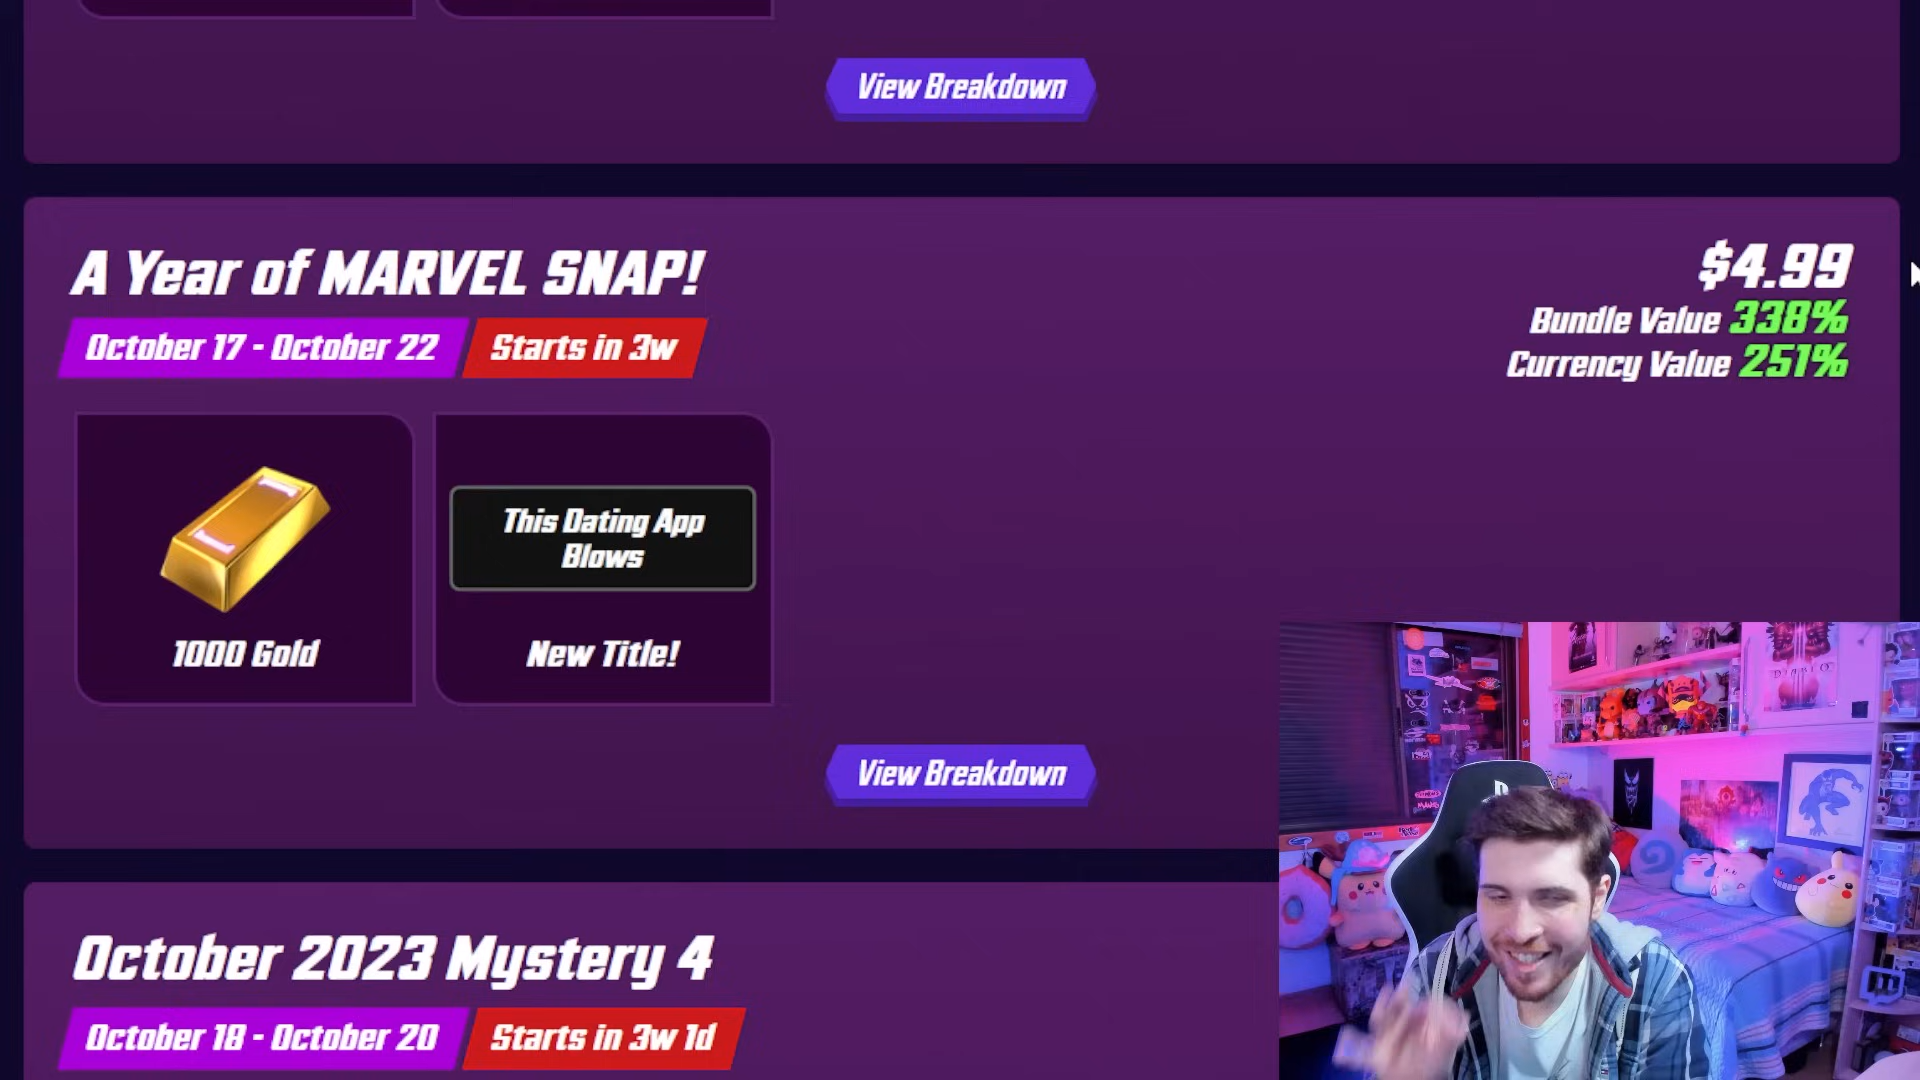 View Breakdown
A Year of MARVEL SNAP!
$4.99
Bundle Value 338%
Currency Value 251%
October 17 - October 22
Starts in 3w
This Dating App
Blows
1000 Gold
New Title!
View Breakdown
DIABLO
October 2023 Mystery 4
October 18 - October 20
Starts in 3w 1d